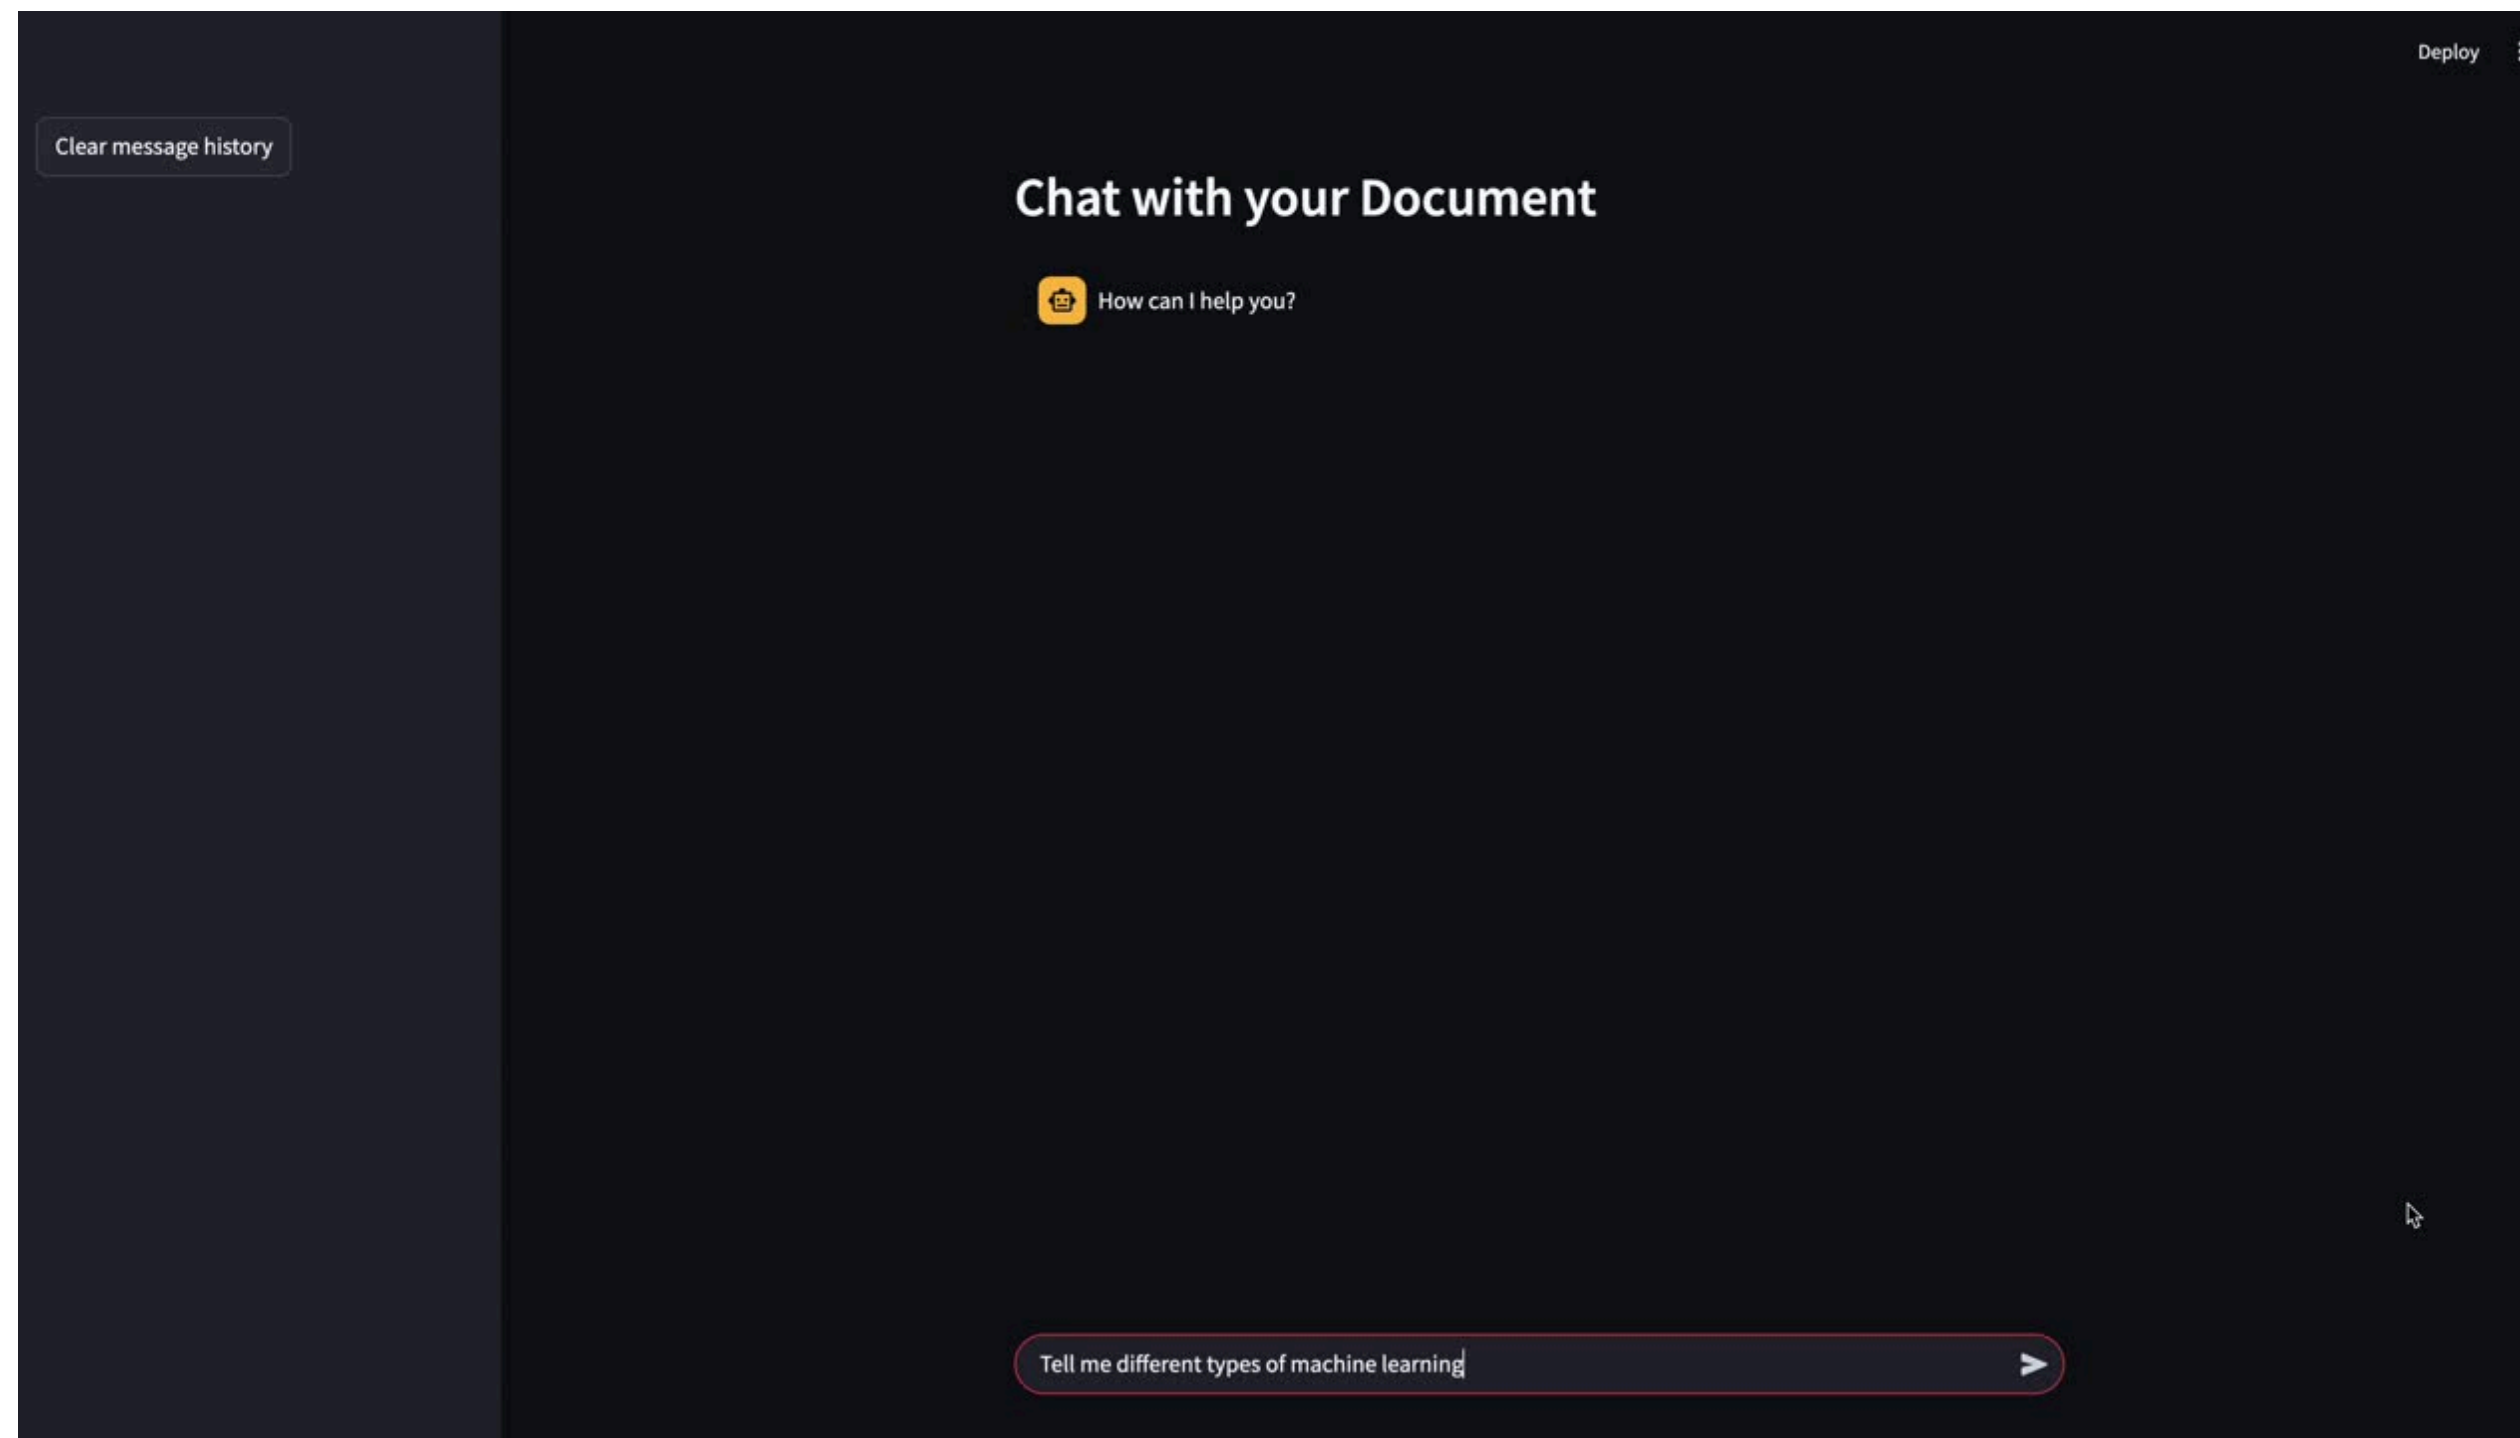 Deploy
Clear message history
Chat with your Document
How can I help you?
Tell me different types of machine learning